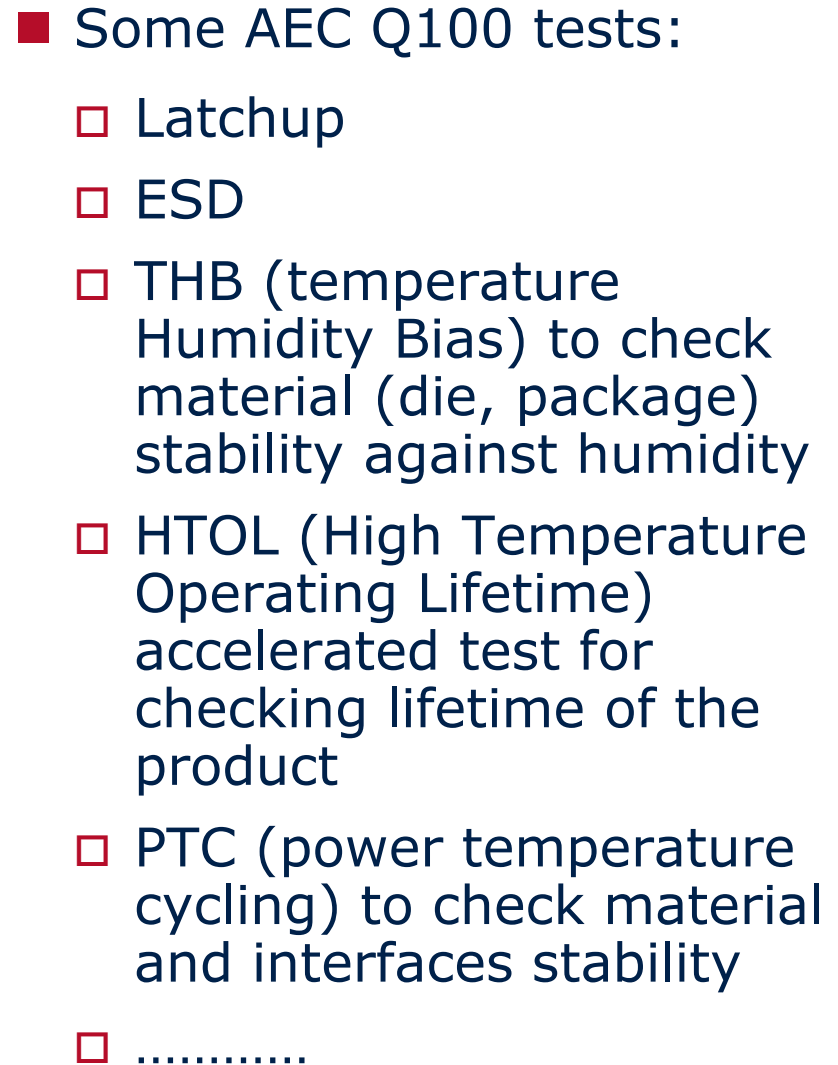 Some AEC Q100 tests:
Latchup
ESD
THB (temperature
Humidity Bias) to check
material (die, package)
stability against humidity
HTOL (High Temperature
Operating Lifetime)
accelerated test for
checking lifetime of the
product
PTC (power temperature
cycling) to check material
and interfaces stability
…………